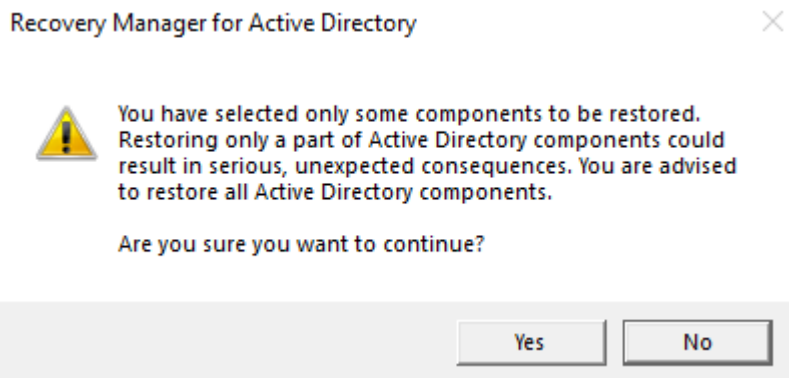 Recovery Manager for Active Directory
You have selected only some components to be restored.
Restoring only a part of Active Directory components could
result in serious, unexpected consequences. You are advised
to restore all Active Directory components.
Are you sure you want to continue?
Yes
No